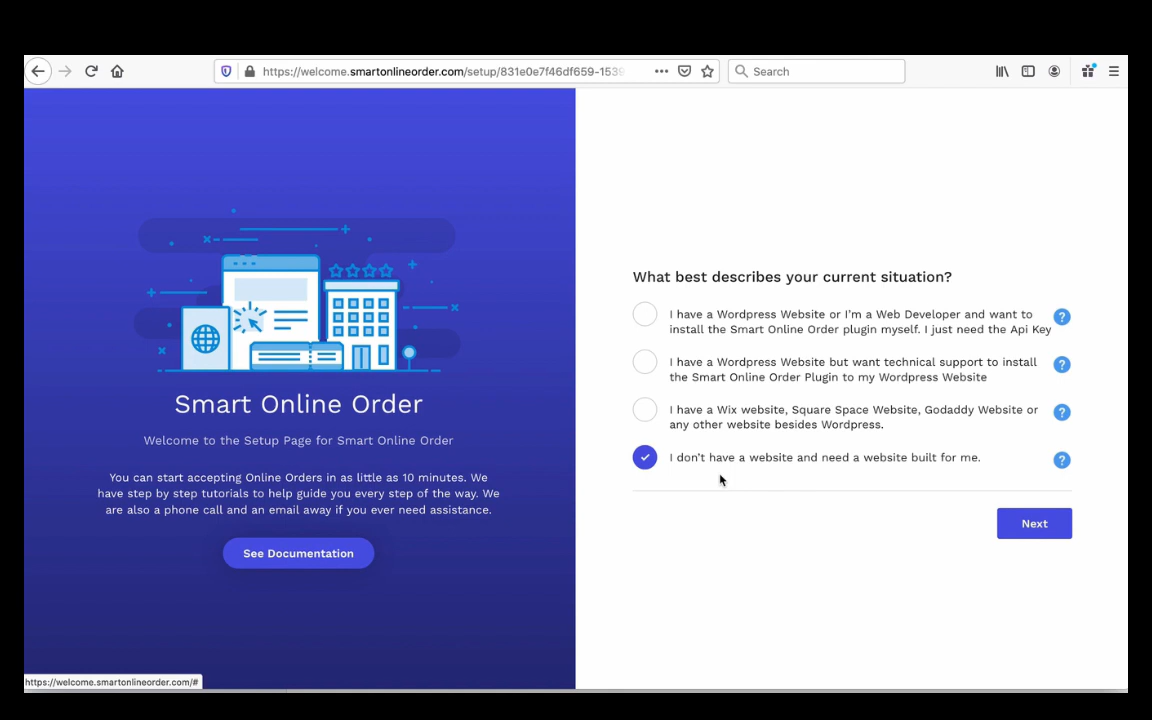 https://welcome.smartonlineorder.com/setup/831e0e7f46df659-1539
Search
What best describes your current situation?
I have a Wordpress Website or I'm a Web Developer and want to
install the Smart Online Order plugin myself. I just need the Api Key
?
I have a Wordpress Website but want technical support to install
the Smart Online Order Plugin to my Wordpress Website
?
I have a Wix website, Square Space Website, Godaddy Website or
any other website besides Wordpress.
?
I don't have a website and need a website built for me.
?
Next
Smart Online Order
Welcome to the Setup Page for Smart Online Order
You can start accepting Online Orders in as little as 10 minutes. We
have step by step tutorials to help guide you every step of the way. We
are also a phone call and an email away if you ever need assistance.
See Documentation
https://welcome.smartonlineorder.com/#